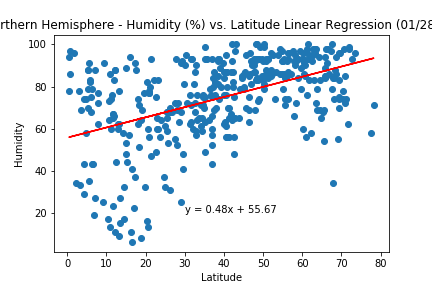 rthern Hemisphere - Humidity (%) vs. Latitude Linear Regression (01/28
100
80
60
40
20
Humidity
y = 0.48x + 55.67
0 10 20 30 40 50 60 70 80
Latitude